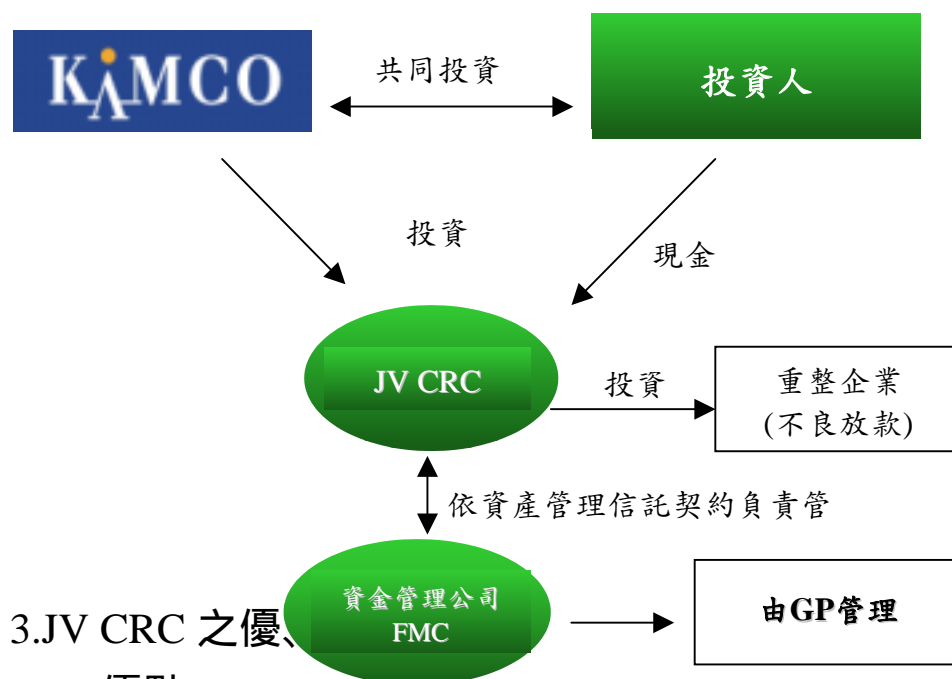 KAMCO
共同投資
投資人
投資
現金
JV CRC
投資
重整企業
(不良放款)
依資產管理信託契約負責管
資金管理公司
FMC
由GP管理
3.JV CRC 之優、